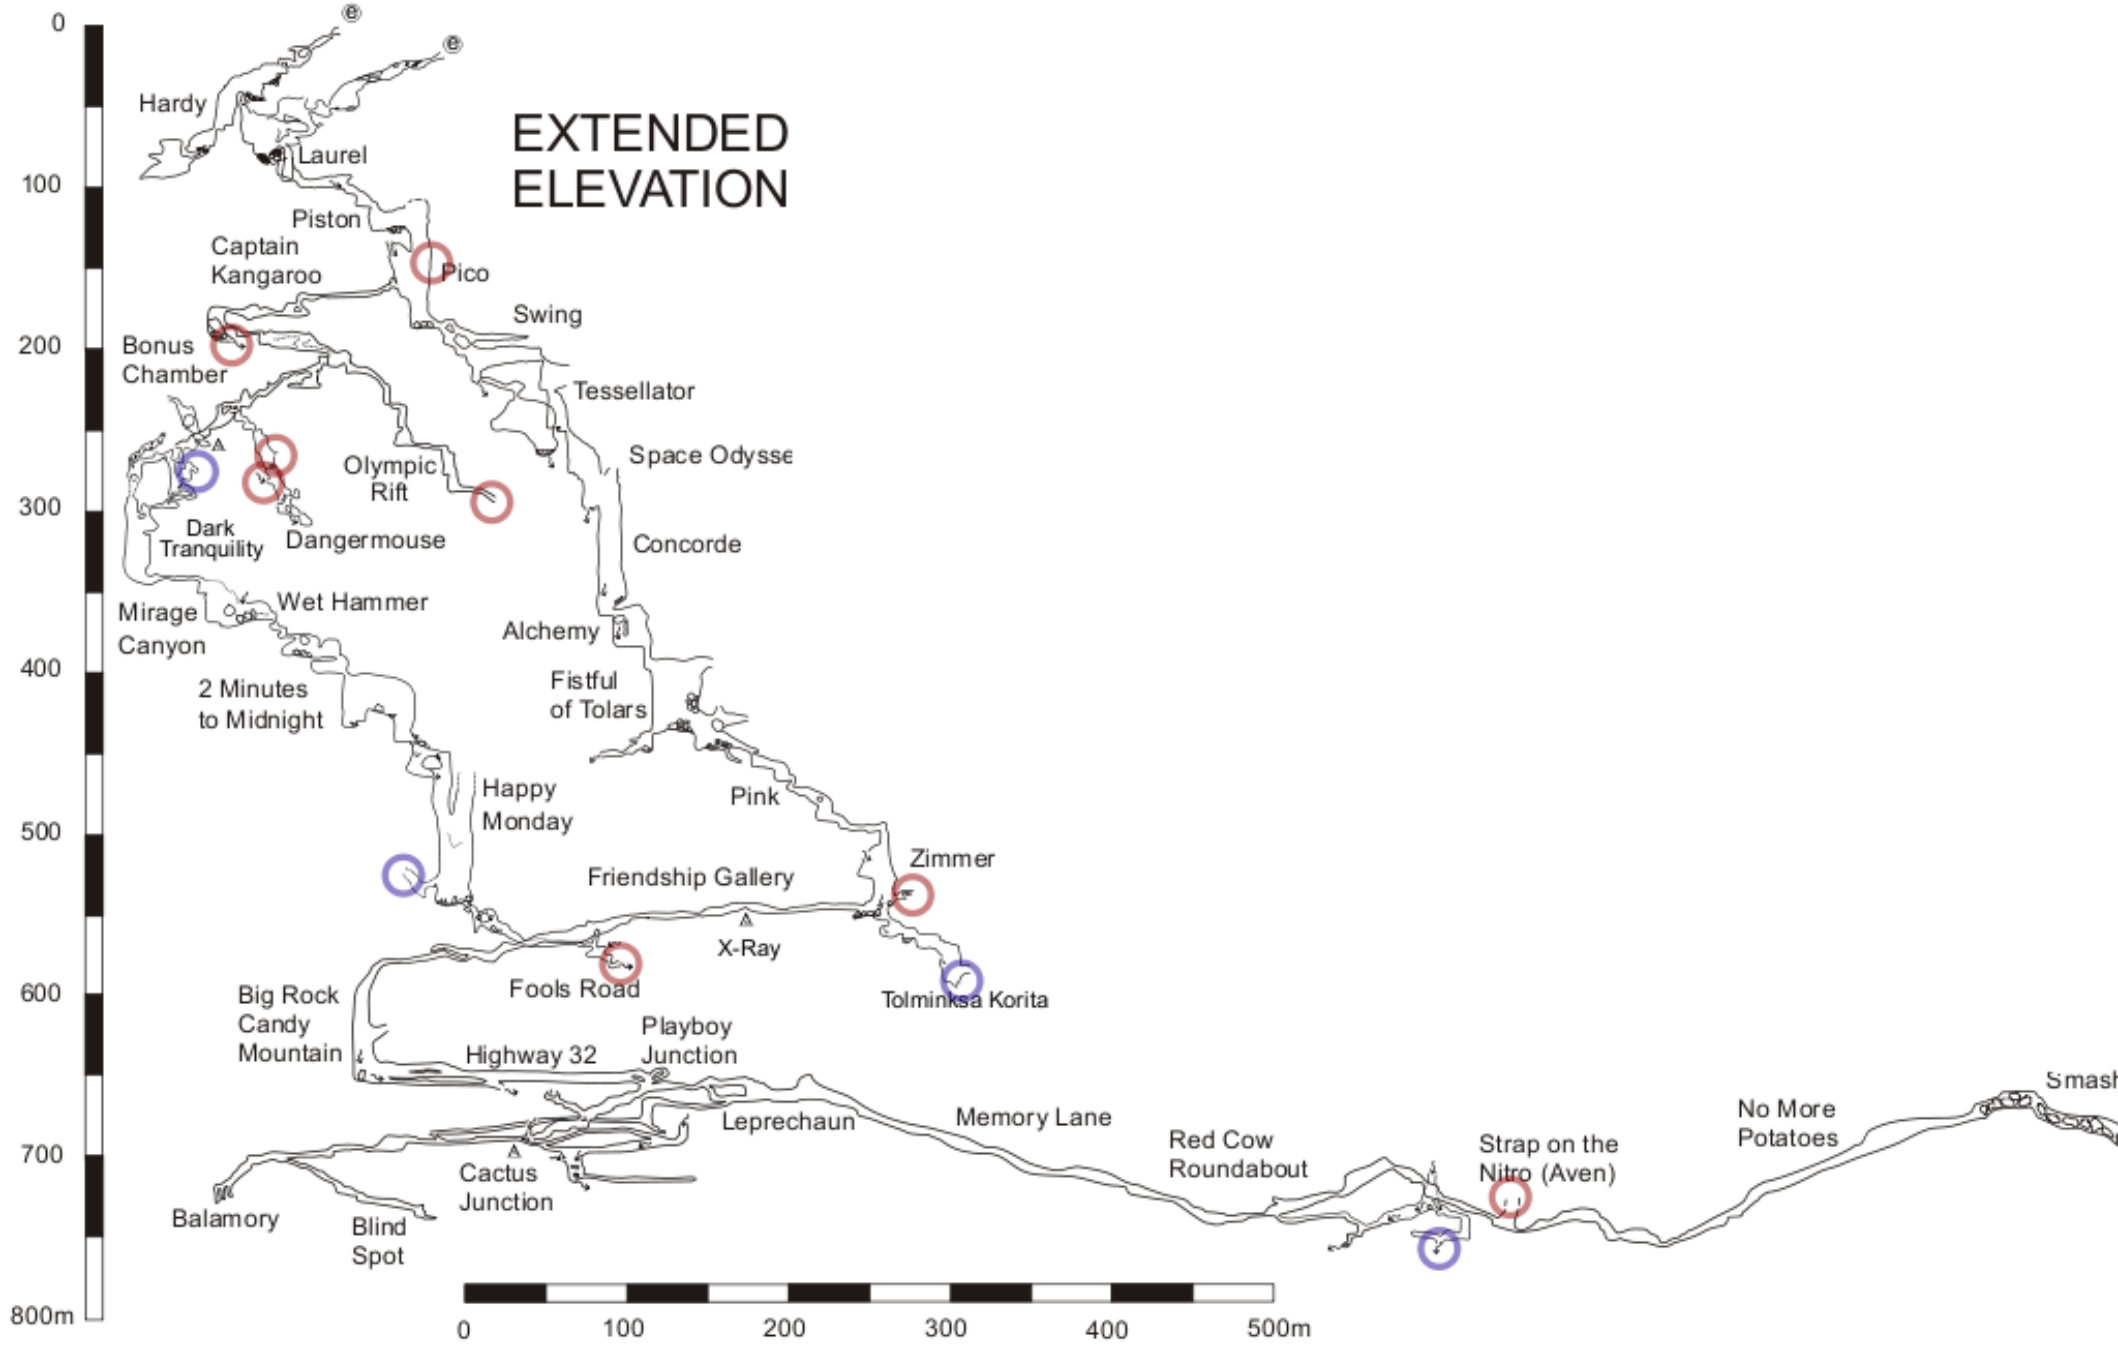 0
e
e
Hardy
EXTENDED
ELEVATION
Laurel
100
Piston
Captain
Kangaroo
Pico
Swing
200
Bonus
Chamber
Tessellator
Space Odysse
Olympic
Rift
300
Dark
Tranquility
Dangermouse
Concorde
Mirage
Canyon
Wet Hammer
Alchemy
400
2 Minutes
to Midnight
Fistful
of Tolars
Happy
Monday
Pink
500
Zimmer
Friendship Gallery
X-Ray
600
Fools Road
Tolminksa Korita
Big Rock
Candy
Mountain
Highway 32
Playboy
Junction
Smash
Leprechaun
Memory Lane
No More
Potatoes
700
Red Cow
Roundabout
Strap on the
Nitro (Aven)
Cactus
Junction
Balamory
Blind
Spot
800m
0
100
200
300
400
500m